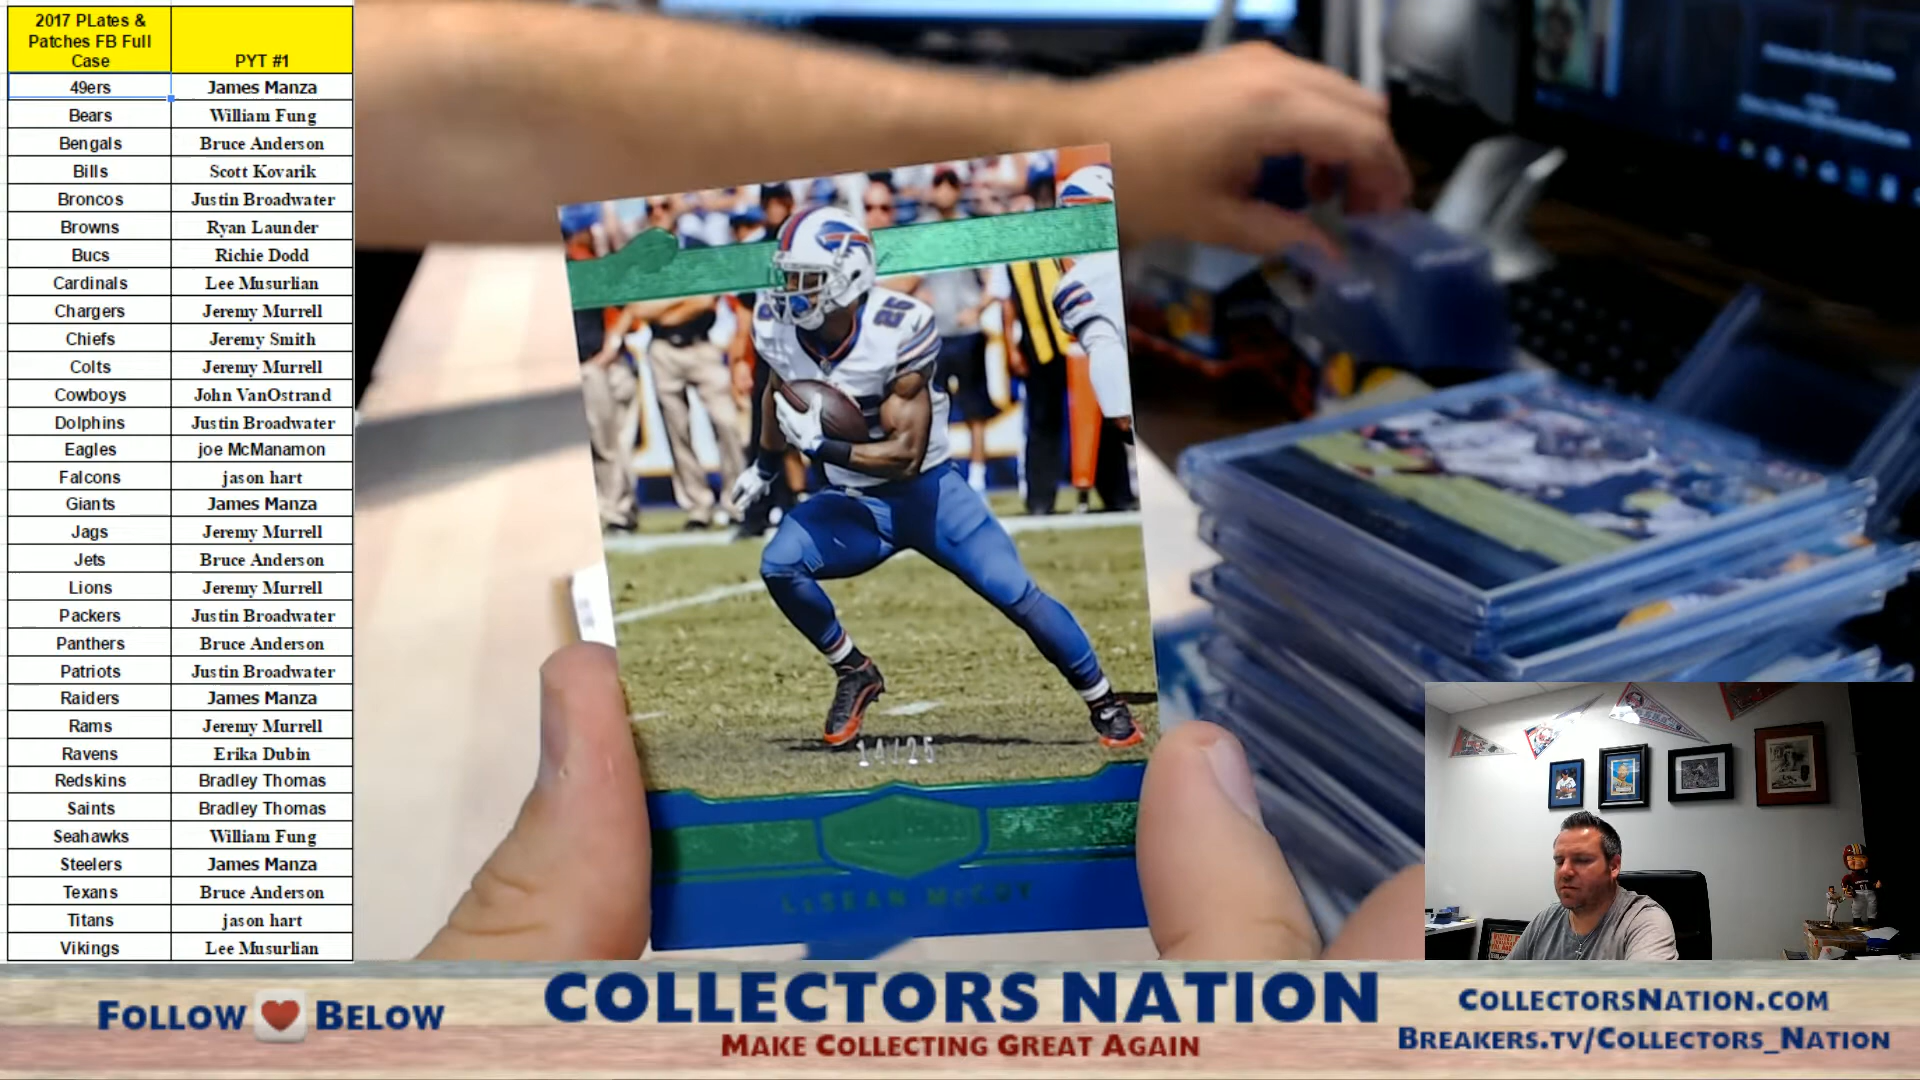 2017 PLates &
Patches FB Full
Case
PYT #1
49ers James Manza
Bears William Fung
Bengals Bruce Anderson
Bills Scott Kovarik
Broncos Justin Broadwater
Browns Ryan Launder
Bucs Richie Dodd
Cardinals Lee Musurlian
Chargers Jeremy Murrell
Chiefs Jeremy Smith
Colts Jeremy Murrell
Cowboys John VanOstrand
Dolphins Justin Broadwater
Eagles joe McManamon
Falcons jason hart
Giants James Manza
Jags Jeremy Murrell
Jets Bruce Anderson
Lions Jeremy Murrell
Packers Justin Broadwater
Panthers Bruce Anderson
Patriots Justin Broadwater
Raiders James Manza
Rams Jeremy Murrell
Ravens Erika Dubin
Redskins Bradley Thomas
Saints Bradley Thomas
Seahawks William Fung
Steelers James Manza
Texans Bruce Anderson
Titans jason hart
Vikings Lee Musurlian
25
14/25
LeSEAN McCOY
FOLLOW BELOW
COLLECTORS NATION
MAKE COLLECTING GREAT AGAIN
COLLECTORSNATION.COM
BREAKERS.TV/COLLECTORS_NATION